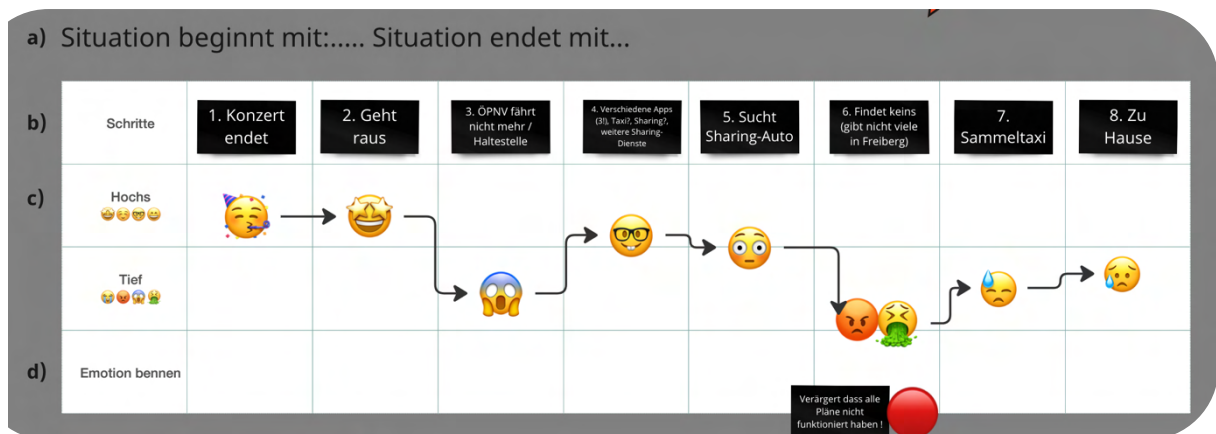 a) Situation beginnt mit:..... Situation endet mit...
b)
Schritte
1. Konzert
endet
2. Geht
raus
3. ÖPNV fährt
nicht mehr /
Haltestelle
4. Verschiedene Apps
(3!), Taxi?, Sharing?,
weitere Sharing-
Dienste
5. Sucht
Sharing-Auto
6. Findet keins
(gibt nicht viele
in Freiberg)
7.
Sammeltaxi
8. Zu
Hause
c)
Hochs
Tief
d)
Emotion bennen
Verärgert dass alle
Pläne nicht
funktioniert haben !